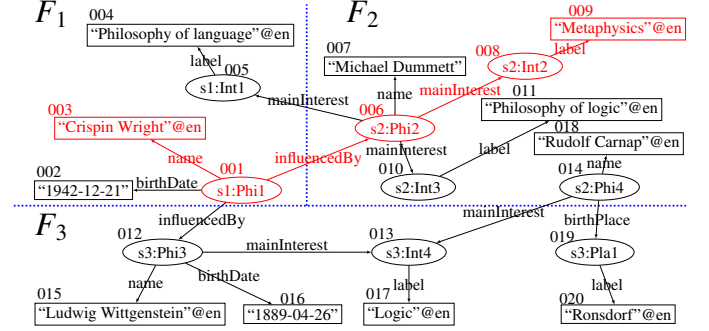 F1
F2
004
“Philosophy of language”@en
label
005
s1:Int1
mainInterest
007
“Michael Dummett”
name
mainInterest
008
s2:Int2
label
009
“Metaphysics”@en
011
“Philosophy of logic”@en
label
006
s2:Phi2
mainInterest
010
s2:Int3
018
“Rudolf Carnap”@en
name
014
s2:Phi4
003
“Crispin Wright”@en
name
influencedBy
002
“1942-12-21”
birthDate
001
s1:Phi1
F3
influencedBy
012
s3:Phi3
mainInterest
013
s3:Int4
mainInterest
birthPlace
019
s3:Pla1
name
birthDate
label
label
015
“Ludwig Wittgenstein”@en
016
“1889-04-26”
017
“Logic”@en
020
“Ronsdorf”@en